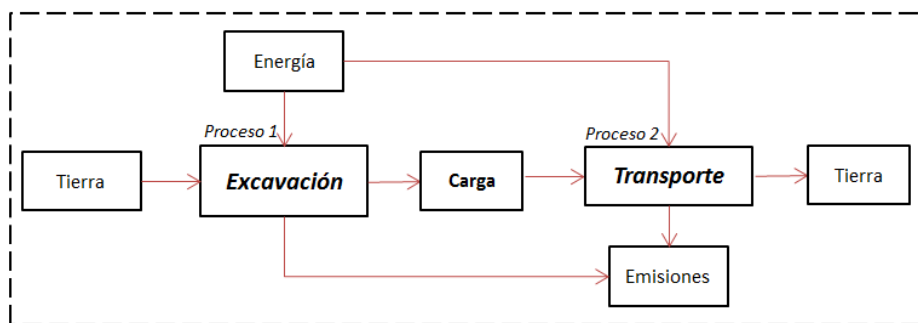 Energía
Proceso 1
Proceso 2
Tierra
Excavación
Carga
Transporte
Tierra
Emisiones